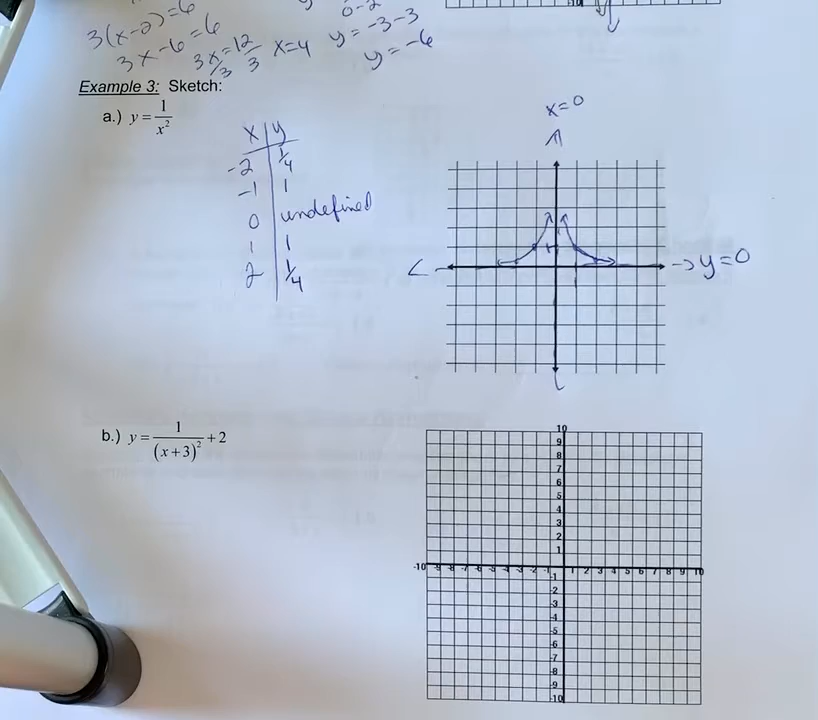 3(x-2)=6
0-2
3x-6=6
y=-3-3
3x=12
/3 3
x=4
y=-6
Example 3: Sketch:
a.) y = 1/x²
x=0
x | y
-2 | 1/4
-1 | 1
0 | undefined
1 | 1
2 | 1/4
y=0
b.) y = 1/(x+3)² + 2
10
9
8
7
6
5
4
3
2
1
-10 -9 -8 -7 -6 -5 -4 -3 -2 -1 1 2 3 4 5 6 7 8 9 10
-1
-2
-3
-4
-5
-6
-7
-8
-9
-10